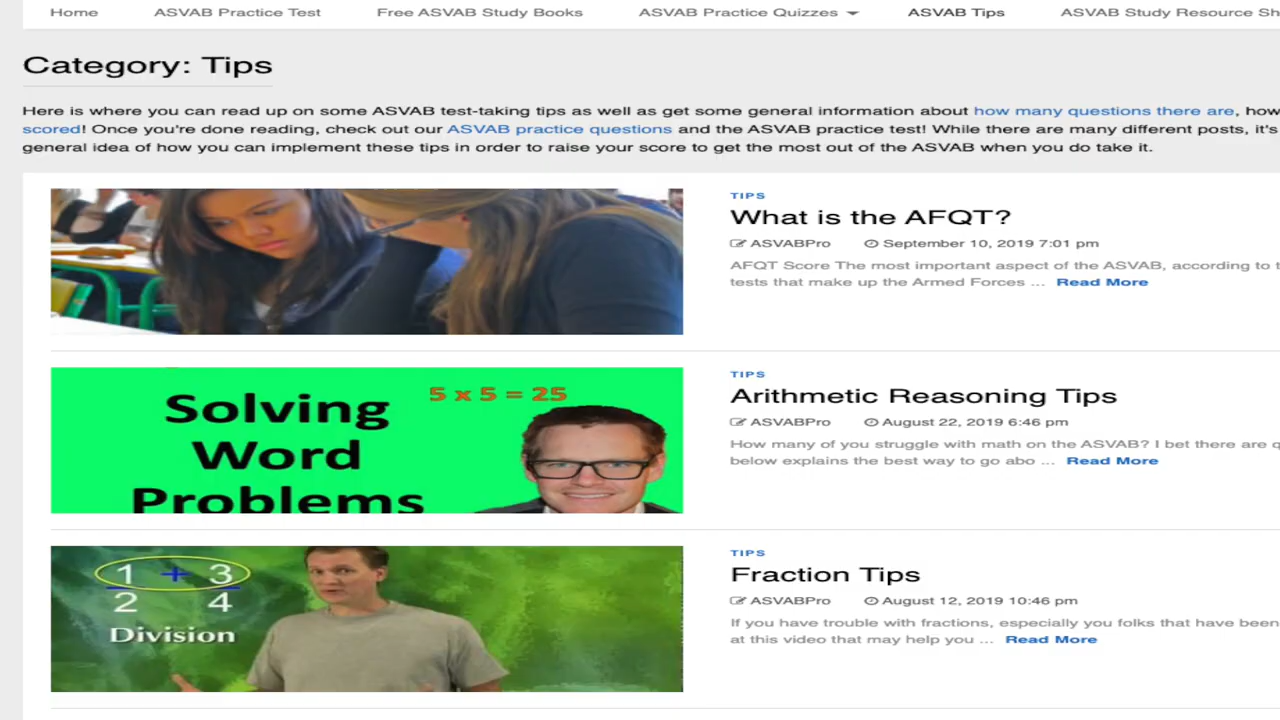 Home ASVAB Practice Test Free ASVAB Study Books ASVAB Practice Quizzes ASVAB Tips ASVAB Study Resource Sh
Category: Tips
Here is where you can read up on some ASVAB test-taking tips as well as get some general information about how many questions there are, how
scored! Once you're done reading, check out our ASVAB practice questions and the ASVAB practice test! While there are many different posts, it's
general idea of how you can implement these tips in order to raise your score to get the most out of the ASVAB when you do take it.
TIPS
What is the AFQT?
ASVABPro September 10, 2019 7:01 pm
AFQT Score The most important aspect of the ASVAB, according to t
tests that make up the Armed Forces ... Read More
5 x 5 = 25
Solving
Word
Problems
TIPS
Arithmetic Reasoning Tips
ASVABPro August 22, 2019 6:46 pm
How many of you struggle with math on the ASVAB? I bet there are q
below explains the best way to go abo ... Read More
1 + 3
2 4
Division
TIPS
Fraction Tips
ASVABPro August 12, 2019 10:46 pm
If you have trouble with fractions, especially you folks that have been
at this video that may help you ... Read More